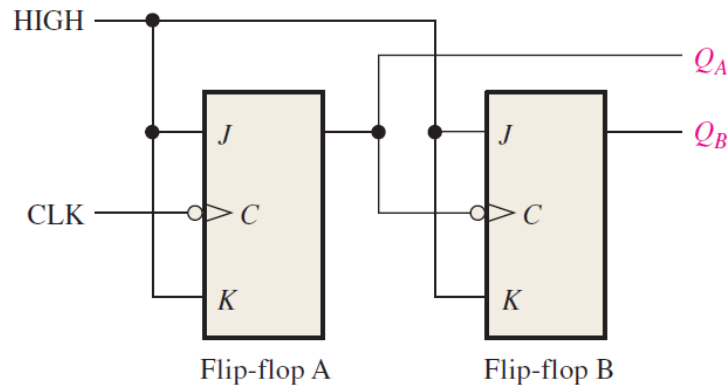 HIGH
Q_A
J
J
Q_B
CLK
C
C
K
K
Flip-flop A
Flip-flop B